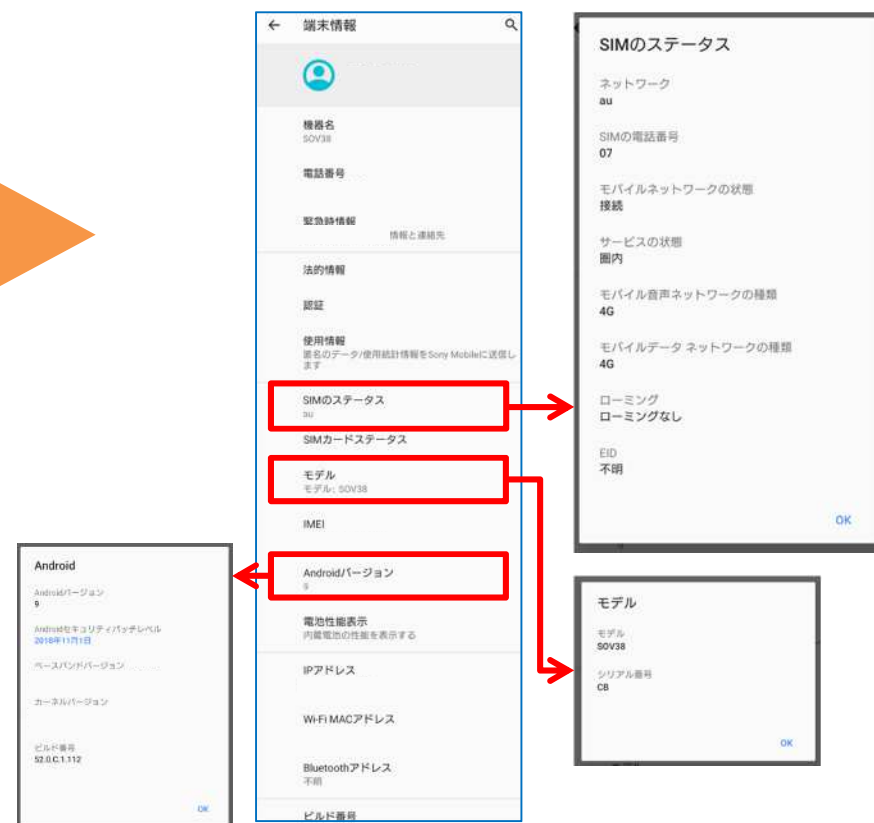 端末情報
機器名
SOV38
電話番号
緊急時情報
情報と連絡先
法的情報
認証
使用情報
匿名のデータ/使用統計情報をSony Mobileに送信し
ます
SIMのステータス
au
SIMカードステータス
モデル
モデル: SOV38
IMEI
Androidバージョン
9
電池性能表示
内蔵電池の性能を表示する
IPアドレス
Wi-Fi MACアドレス
Bluetoothアドレス
不明
ビルド番号
SIMのステータス
ネットワーク
au
SIMの電話番号
07
モバイルネットワークの状態
接続
サービスの状態
圏内
モバイル音声ネットワークの種類
4G
モバイルデータ ネットワークの種類
4G
ローミング
ローミングなし
EID
不明
OK
Android
Androidバージョン
9
Androidセキュリティパッチレベル
2018年11月1日
ベースバンドバージョン
カーネルバージョン
ビルド番号
52.0.C.1.112
OK
モデル
モデル
SOV38
シリアル番号
CB
OK